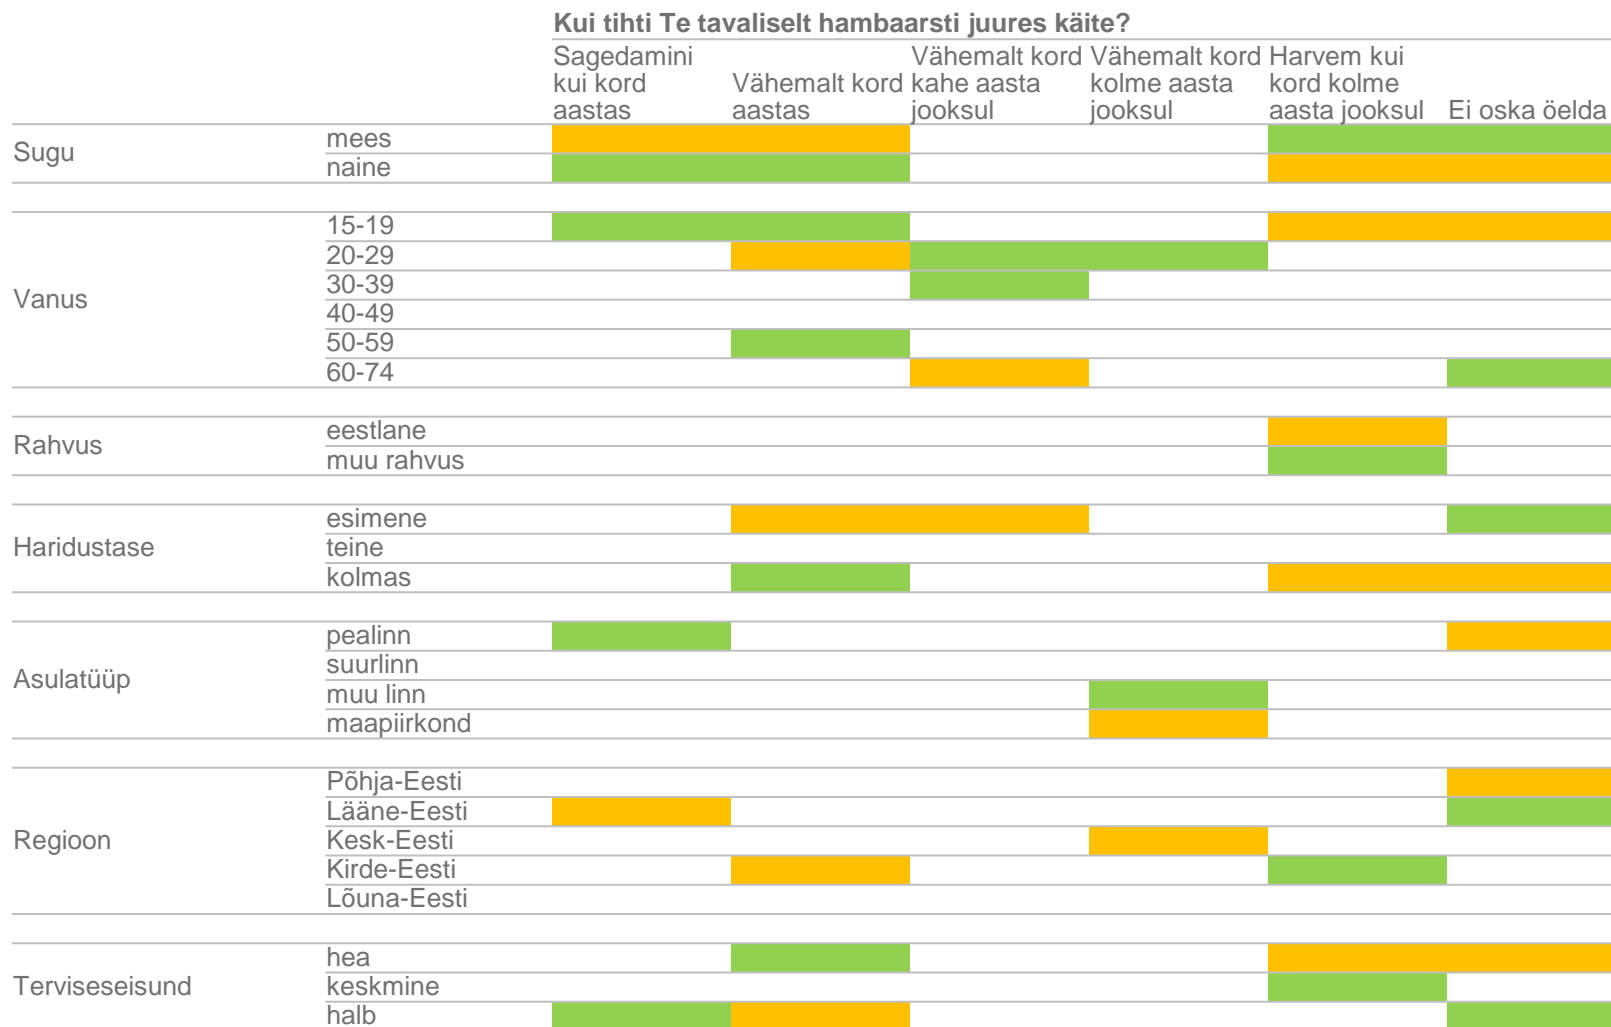 Kui tihti Te tavaliselt hambaarsti juures käite?
Sagedamini kui kord aastas
Vähemalt kord aastas
Vähemalt kord kahe aasta jooksul
Vähemalt kord kolme aasta jooksul
Harvem kui kord kolme aasta jooksul
Ei oska öelda
Sugu
mees
naine
Vanus
15-19
20-29
30-39
40-49
50-59
60-74
Rahvus
eestlane
muu rahvus
Haridustase
esimene
teine
kolmas
Asulatüüp
pealinn
suurlinn
muu linn
maapiirkond
Regioon
Põhja-Eesti
Lääne-Eesti
Kesk-Eesti
Kirde-Eesti
Lõuna-Eesti
Terviseseisund
hea
keskmine
halb